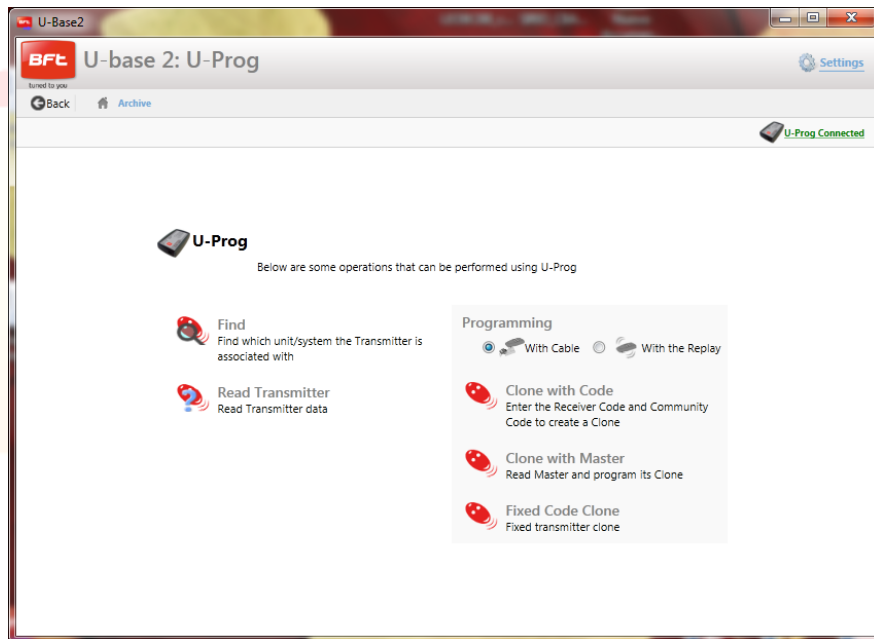 U-Base2
BFt
tuned to you
U-base 2: U-Prog
Settings
Back
Archive
U-Prog Connected
U-Prog
Below are some operations that can be performed using U-Prog
Find
Find which unit/system the Transmitter is
associated with
Read Transmitter
Read Transmitter data
Programming
With Cable
With the Replay
Clone with Code
Enter the Receiver Code and Community
Code to create a Clone
Clone with Master
Read Master and program its Clone
Fixed Code Clone
Fixed transmitter clone